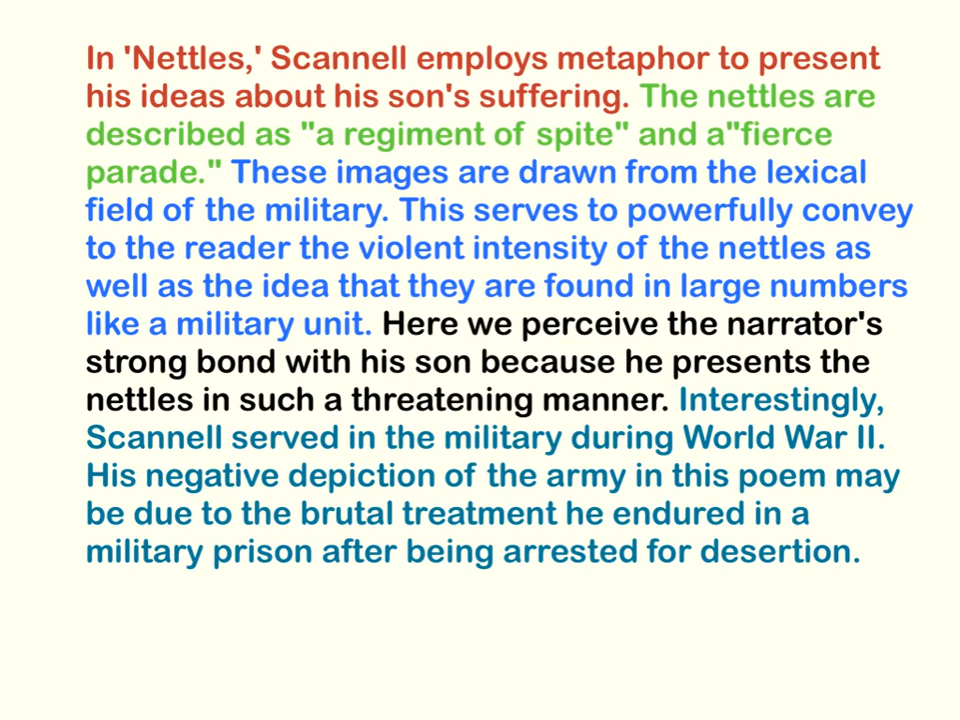 In 'Nettles,' Scannell employs metaphor to present
his ideas about his son's suffering. The nettles are
described as "a regiment of spite" and a"fierce
parade." These images are drawn from the lexical
field of the military. This serves to powerfully convey
to the reader the violent intensity of the nettles as
well as the idea that they are found in large numbers
like a military unit. Here we perceive the narrator's
strong bond with his son because he presents the
nettles in such a threatening manner. Interestingly,
Scannell served in the military during World War II.
His negative depiction of the army in this poem may
be due to the brutal treatment he endured in a
military prison after being arrested for desertion.